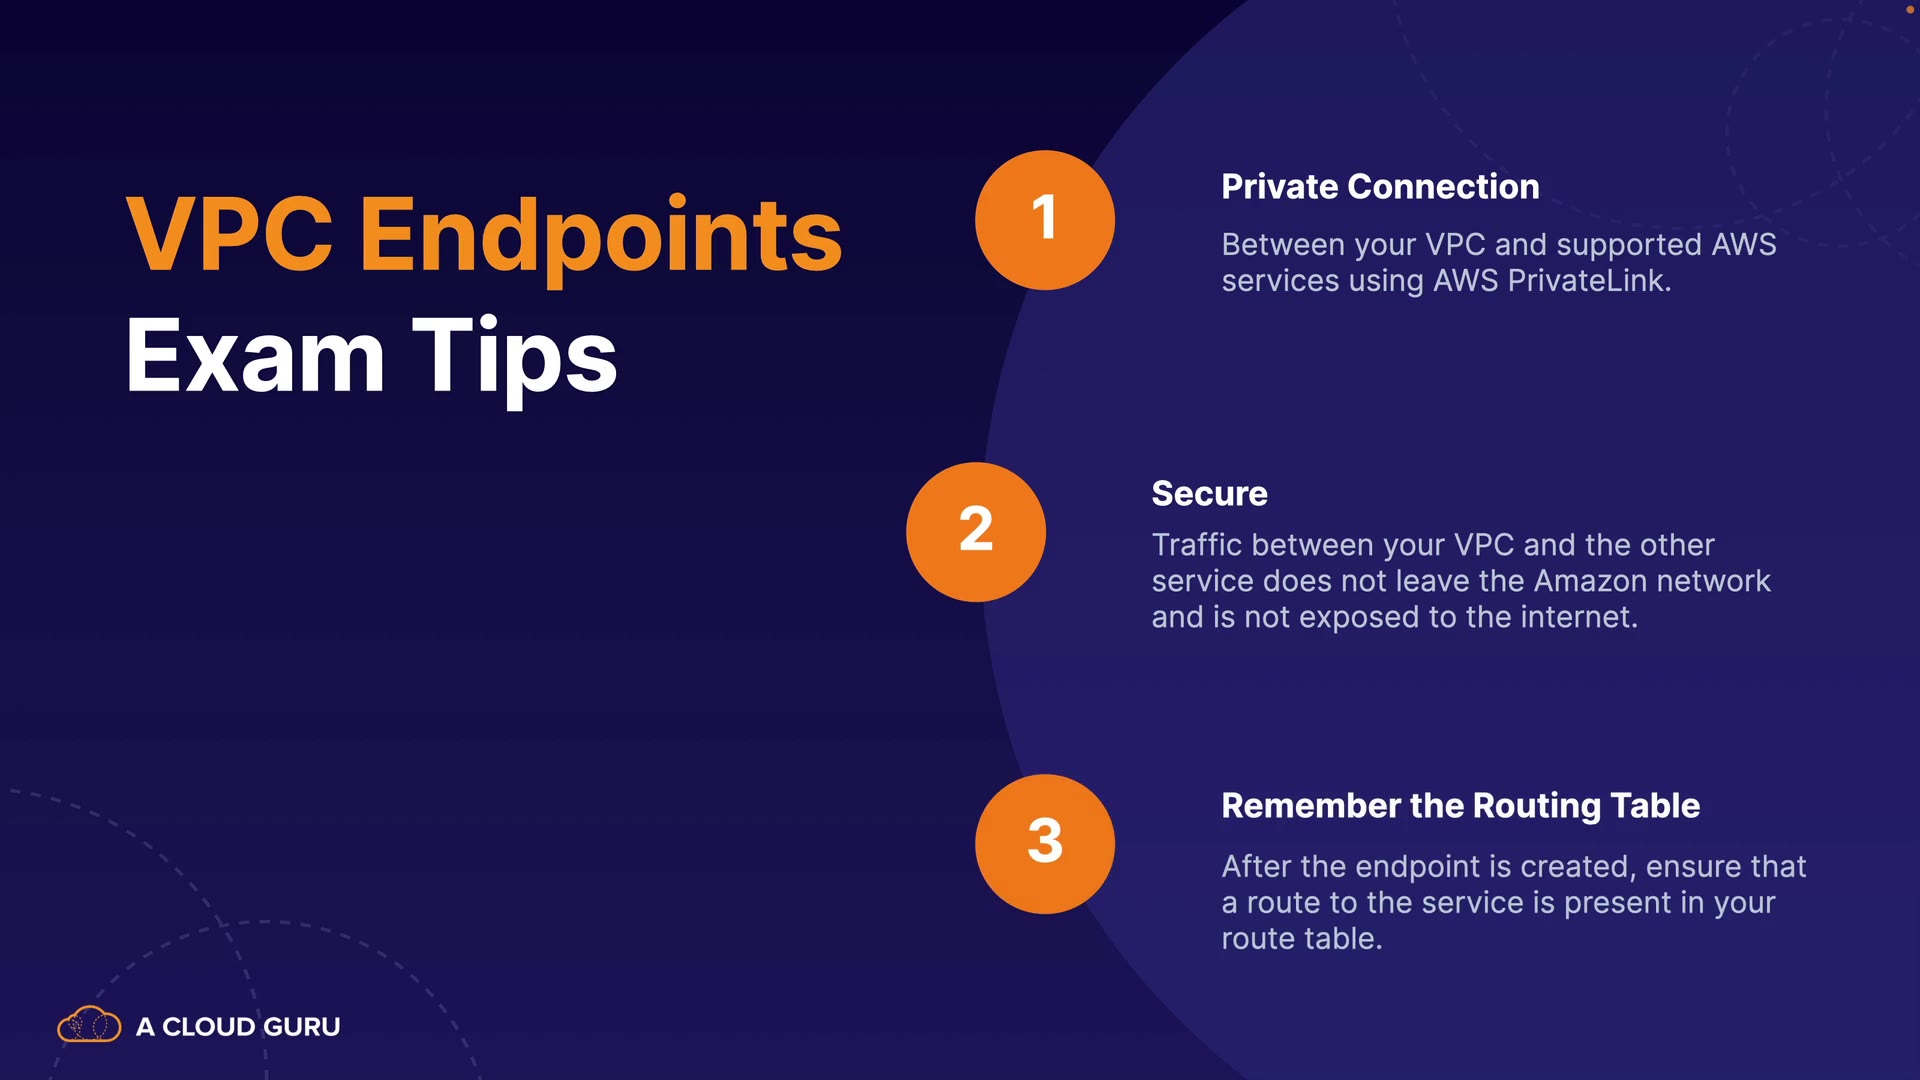 VPC Endpoints
Exam Tips
1
Private Connection
Between your VPC and supported AWS
services using AWS PrivateLink.
2
Secure
Traffic between your VPC and the other
service does not leave the Amazon network
and is not exposed to the internet.
3
Remember the Routing Table
After the endpoint is created, ensure that
a route to the service is present in your
route table.
A CLOUD GURU